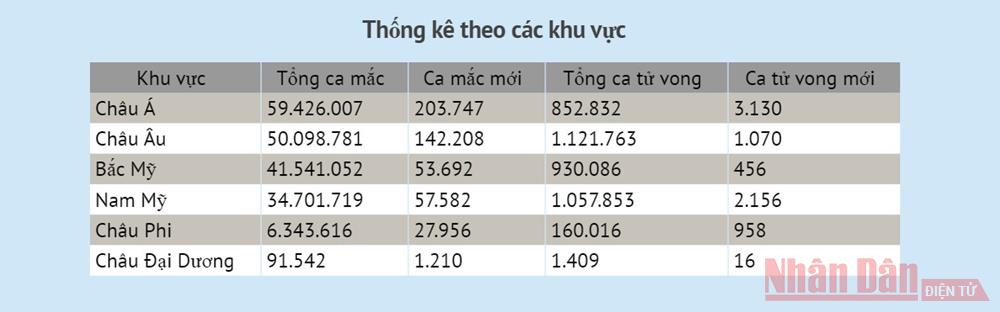 Thống kê theo các khu vực
Khu vực Tổng ca mắc Ca mắc mới Tổng ca tử vong Ca tử vong mới
Châu Á 59.426.007 203.747 852.832 3.130
Châu Âu 50.098.781 142.208 1.121.763 1.070
Bắc Mỹ 41.541.052 53.692 930.086 456
Nam Mỹ 34.701.719 57.582 1.057.853 2.156
Châu Phi 6.343.616 27.956 160.016 958
Châu Đại Dương 91.542 1.210 1.409 16
Nhân Dân
ĐIỆN TỬ